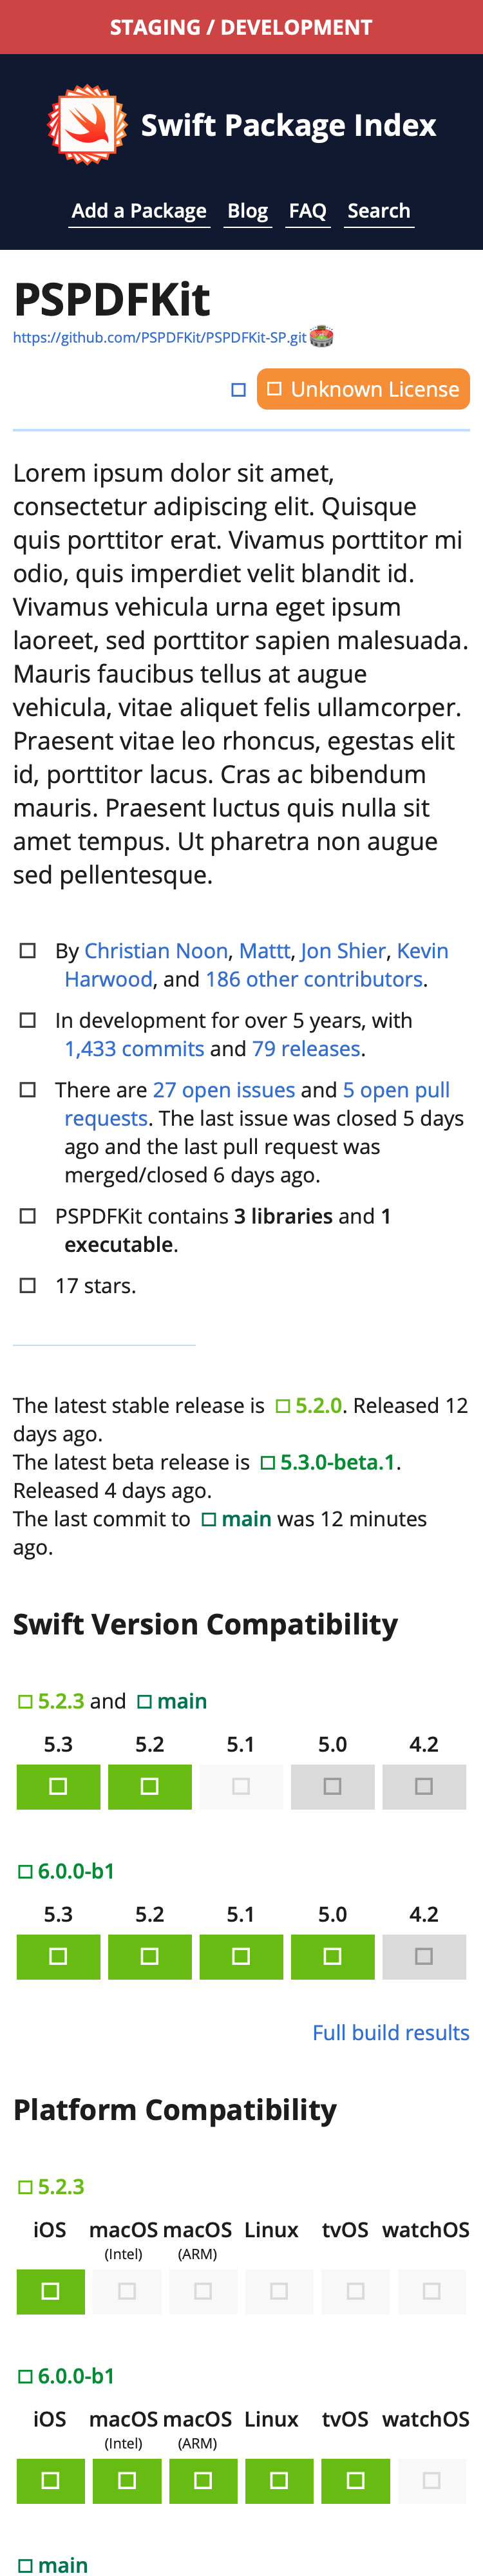 STAGING / DEVELOPMENT
Swift Package Index
Add a Package Blog FAQ Search
PSPDFKit
https://github.com/PSPDFKit/PSPDFKit-SP.git
Unknown License
Lorem ipsum dolor sit amet,
consectetur adipiscing elit. Quisque
quis porttitor erat. Vivamus porttitor mi
odio, quis imperdiet velit blandit id.
Vivamus vehicula urna eget ipsum
laoreet, sed porttitor sapien malesuada.
Mauris faucibus tellus at augue
vehicula, vitae aliquet felis ullamcorper.
Praesent vitae leo rhoncus, egestas elit
id, porttitor lacus. Cras ac bibendum
mauris. Praesent luctus quis nulla sit
amet tempus. Ut pharetra non augue
sed pellentesque.
By Christian Noon, Mattt, Jon Shier, Kevin
Harwood, and 186 other contributors.
In development for over 5 years, with
1,433 commits and 79 releases.
There are 27 open issues and 5 open pull
requests. The last issue was closed 5 days
ago and the last pull request was
merged/closed 6 days ago.
PSPDFKit contains 3 libraries and 1
executable.
17 stars.
The latest stable release is 5.2.0. Released 12
days ago.
The latest beta release is 5.3.0-beta.1.
Released 4 days ago.
The last commit to main was 12 minutes
ago.
Swift Version Compatibility
5.2.3 and main
5.3 5.2 5.1 5.0 4.2
6.0.0-b1
5.3 5.2 5.1 5.0 4.2
Full build results
Platform Compatibility
5.2.3
iOS macOS macOS Linux tvOS watchOS
(Intel) (ARM)
6.0.0-b1
iOS macOS macOS Linux tvOS watchOS
(Intel) (ARM)
main